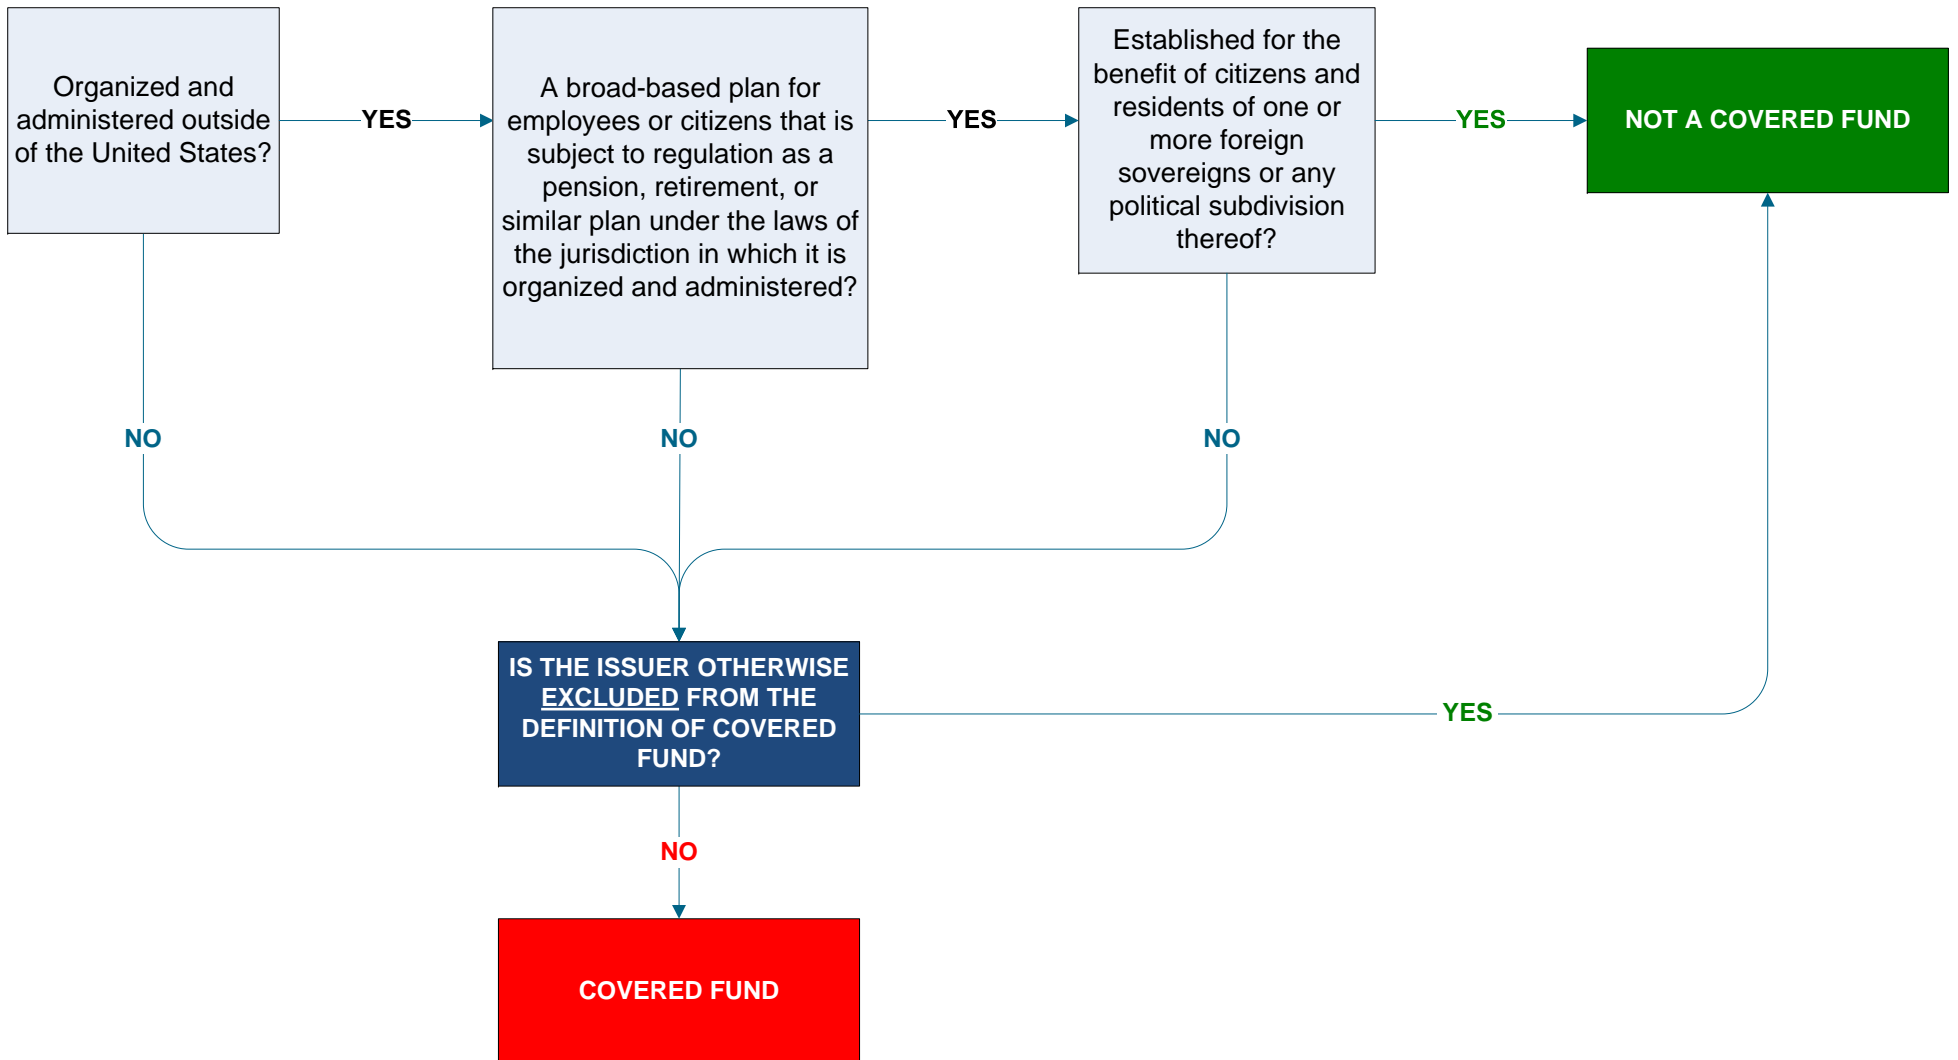 Organized and
administered outside
of the United States?
YES
A broad-based plan for
employees or citizens that is
subject to regulation as a
pension, retirement, or
similar plan under the laws of
the jurisdiction in which it is
organized and administered?
YES
Established for the
benefit of citizens and
residents of one or
more foreign
sovereigns or any
political subdivision
thereof?
YES
NOT A COVERED FUND
NO
NO
NO
IS THE ISSUER OTHERWISE
EXCLUDED FROM THE
DEFINITION OF COVERED
FUND?
YES
NO
COVERED FUND